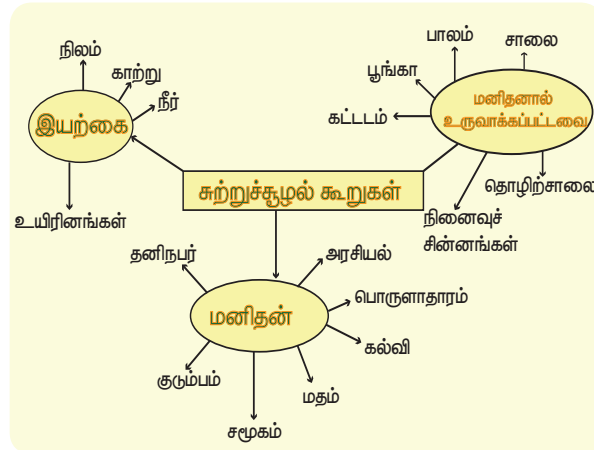 பாலம்
சாலை
பூங்கா
கட்டடம்
மனிதனால்
உருவாக்கப்பட்டவை
தொழிற்சாலை
நினைவுச்
சின்னங்கள்
நிலம்
காற்று
நீர்
இயற்கை
உயிரினங்கள்
சுற்றுச்சூழல் கூறுகள்
தனிநபர்
அரசியல்
மனிதன்
பொருளாதாரம்
கல்வி
குடும்பம்
மதம்
சமூகம்